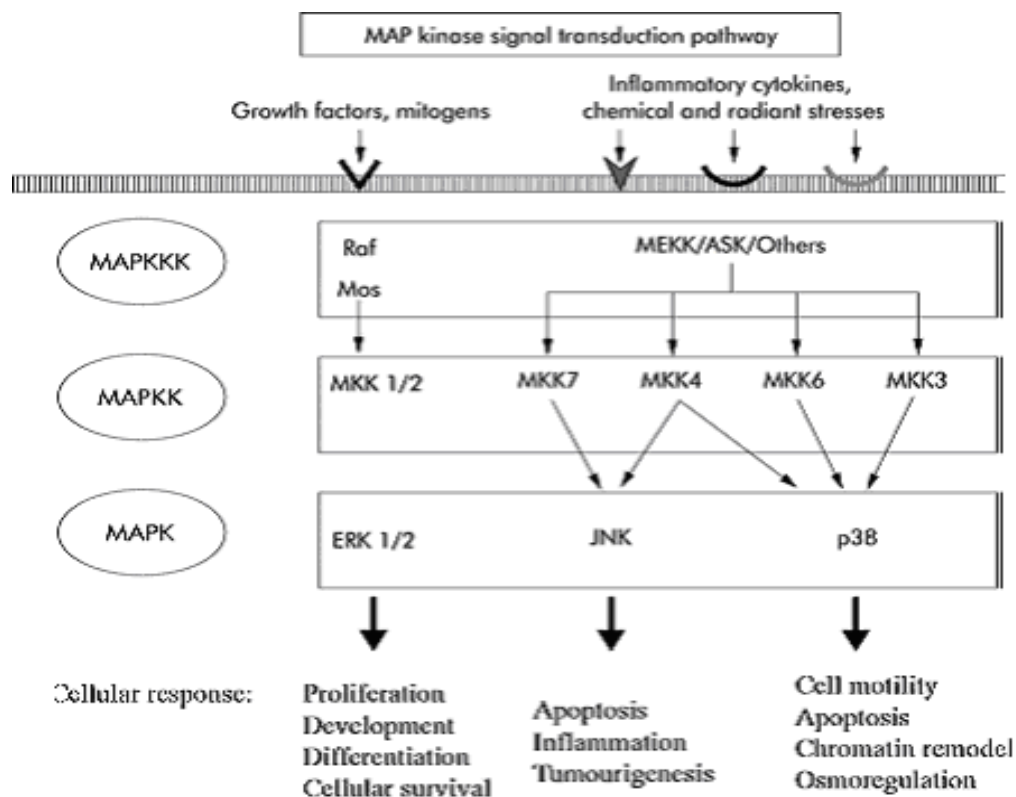 MAP kinase signal transduction pathway
Growth factors, mitogens
Inflammatory cytokines,
chemical and radiant stresses
MAPKKK
Raf
Mos
MEKK/ASK/Others
MAPKK
MKK 1/2
MKK7
MKK4
MKK6
MKK3
MAPK
ERK 1/2
JNK
p38
Cellular response:
Proliferation
Development
Differentiation
Cellular survival
Apoptosis
Inflammation
Tumourigenesis
Cell motility
Apoptosis
Chromatin remodel
Osmoregulation